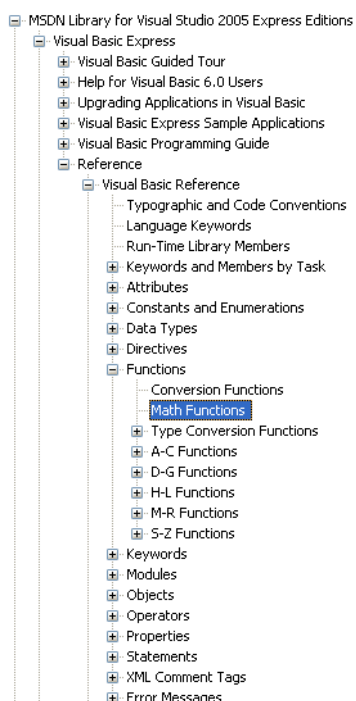 MSDN Library for Visual Studio 2005 Express Editions
Visual Basic Express
Visual Basic Guided Tour
Help for Visual Basic 6.0 Users
Upgrading Applications in Visual Basic
Visual Basic Express Sample Applications
Visual Basic Programming Guide
Reference
Visual Basic Reference
Typographic and Code Conventions
Language Keywords
Run-Time Library Members
Keywords and Members by Task
Attributes
Constants and Enumerations
Data Types
Directives
Functions
Conversion Functions
Math Functions
Type Conversion Functions
A-C Functions
D-G Functions
H-L Functions
M-R Functions
S-Z Functions
Keywords
Modules
Objects
Operators
Properties
Statements
XML Comment Tags
Error Messages